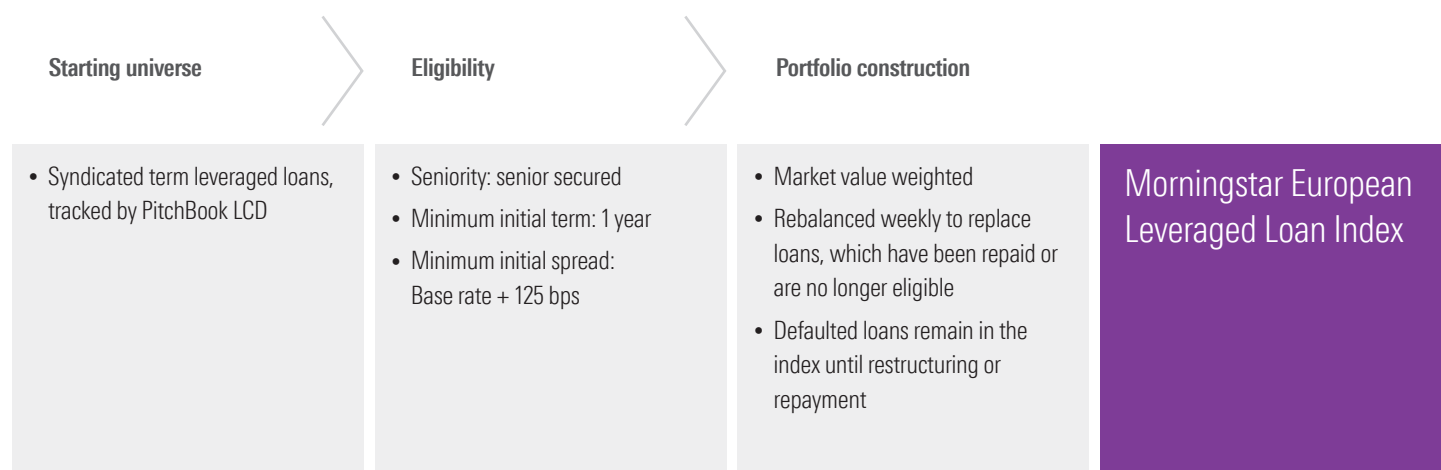 Starting universe
Eligibility
Portfolio construction
• Syndicated term leveraged loans,
tracked by PitchBook LCD
• Seniority: senior secured
• Minimum initial term: 1 year
• Minimum initial spread:
Base rate + 125 bps
• Market value weighted
• Rebalanced weekly to replace
loans, which have been repaid or
are no longer eligible
• Defaulted loans remain in the
index until restructuring or
repayment
Morningstar European
Leveraged Loan Index